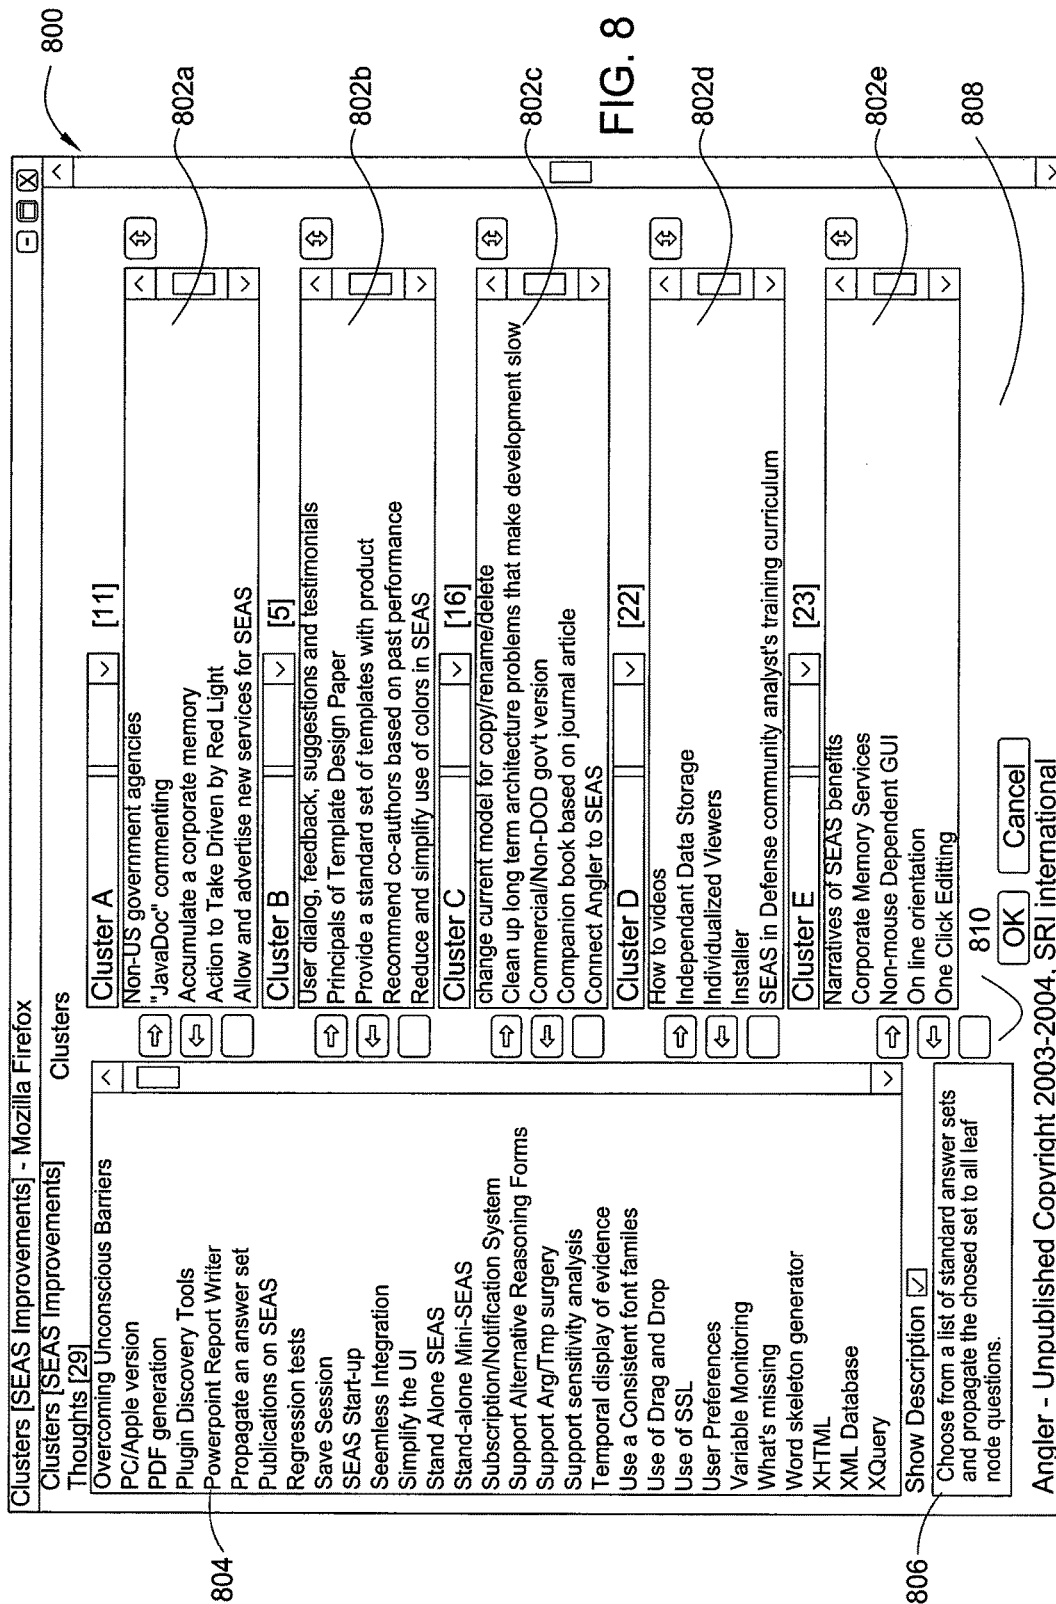 800
Clusters [SEAS Improvements] - Mozilla Firefox
Clusters [SEAS Improvements]
Thoughts [29]
Clusters
Overcoming Unconscious Barriers
PC/Apple version
PDF generation
Plugin Discovery Tools
Powerpoint Report Writer
Propagate an answer set
Publications on SEAS
Regression tests
Save Session
SEAS Start-up
Seemless Integration
Simplify the UI
Stand Alone SEAS
Stand-alone Mini-SEAS
Subscription/Notification System
Support Alternative Reasoning Forms
Support Arg/Tmp surgery
Support sensitivity analysis
Temporal display of evidence
Use a Consistent font familes
Use of Drag and Drop
Use of SSL
User Preferences
Variable Monitoring
What's missing
Word skeleton generator
XHTML
XML Database
XQuery
804
Show Description
Choose from a list of standard answer sets
and propagate the chosed set to all leaf
node questions.
806
Cluster A [11]
Non-US government agencies
"JavaDoc" commenting
Accumulate a corporate memory
Action to Take Driven by Red Light
Allow and advertise new services for SEAS
802a
Cluster B [5]
User dialog, feedback, suggestions and testimonials
Principals of Template Design Paper
Provide a standard set of templates with product
Recommend co-authors based on past performance
Reduce and simplify use of colors in SEAS
802b
Cluster C [16]
change current model for copy/rename/delete
Clean up long term architecture problems that make development slow
Commercial/Non-DOD gov't version
Companion book based on journal article
Connect Angler to SEAS
802c
Cluster D [22]
How to videos
Independant Data Storage
Individualized Viewers
Installer
SEAS in Defense community analyst's training curriculum
802d
Cluster E [23]
Narratives of SEAS benefits
Corporate Memory Services
Non-mouse Dependent GUI
On line orientation
One Click Editing
802e
810
OK Cancel
808
Angler - Unpublished Copyright 2003-2004, SRI International
FIG. 8